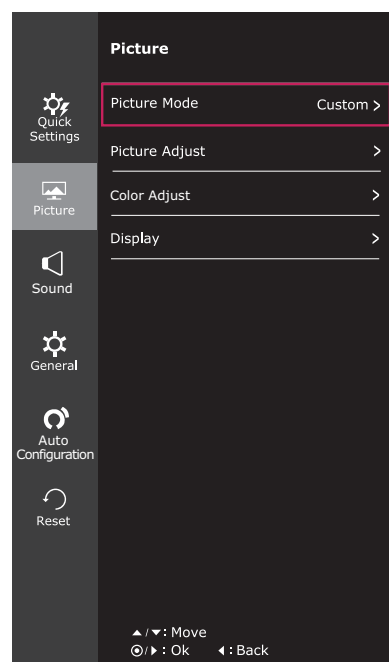 Picture
Quick
Settings
Picture
Sound
General
Auto
Configuration
Reset
Picture Mode Custom >
Picture Adjust >
Color Adjust >
Display >
▲/▼: Move
◉/▶: Ok ◀: Back